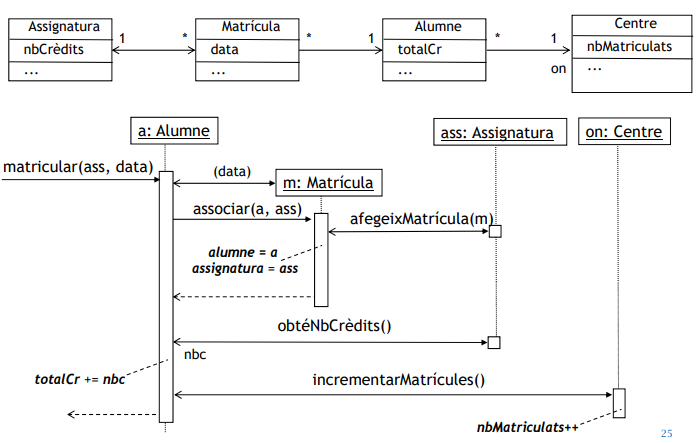 Assignatura
nbCrèdits
...
1
*
Matrícula
data
...
*
1
Alumne
totalCr
...
*
1
on
Centre
nbMatriculats
...
a: Alumne
ass: Assignatura
on: Centre
matricular(ass, data)
(data)
m: Matrícula
associar(a, ass)
afegeixMatrícula(m)
alumne = a
assignatura = ass
obtéNbCrèdits()
nbc
totalCr += nbc
incrementarMatrícules()
nbMatriculats++
25